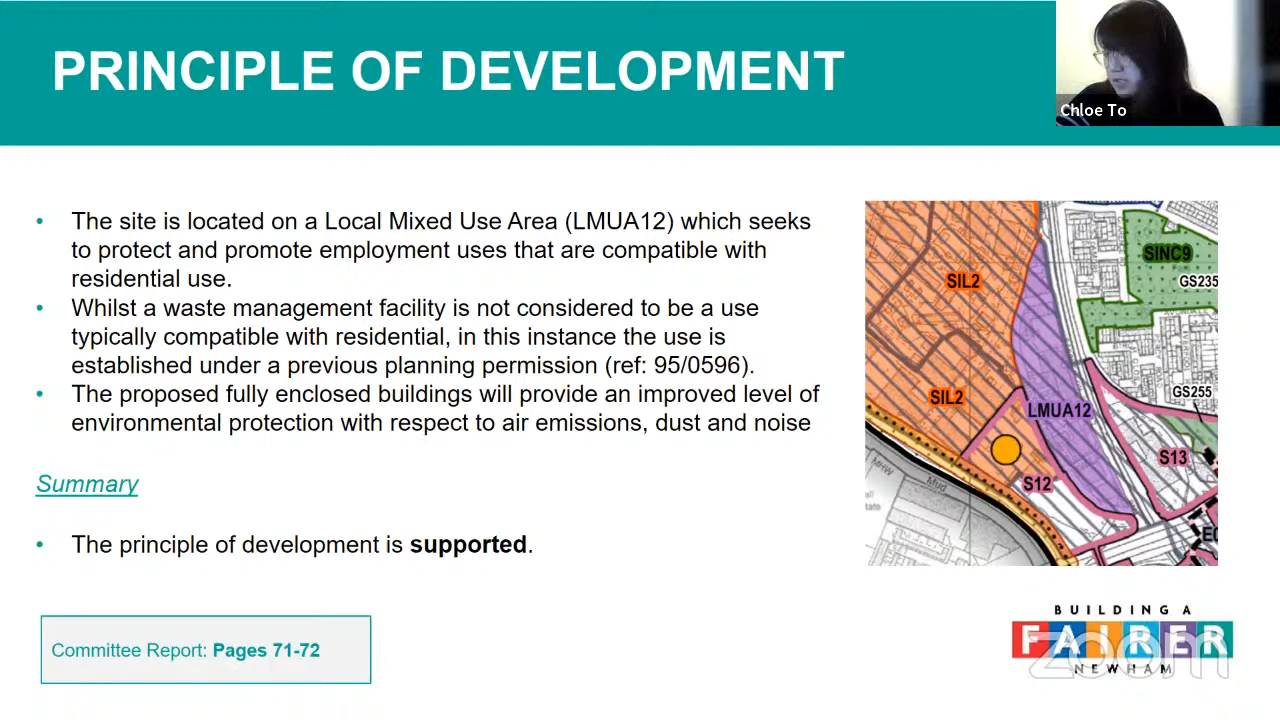 PRINCIPLE OF DEVELOPMENT
Chloe To
• The site is located on a Local Mixed Use Area (LMUA12) which seeks
to protect and promote employment uses that are compatible with
residential use.
• Whilst a waste management facility is not considered to be a use
typically compatible with residential, in this instance the use is
established under a previous planning permission (ref: 95/0596).
• The proposed fully enclosed buildings will provide an improved level of
environmental protection with respect to air emissions, dust and noise
Summary
• The principle of development is supported.
Committee Report: Pages 71-72
SINC9
GS235
SIL2
GS255
SIL2
LMUA12
S13
S12
MHW
Mud
BUILDING A
FAIRER
NEWHAM
zoom